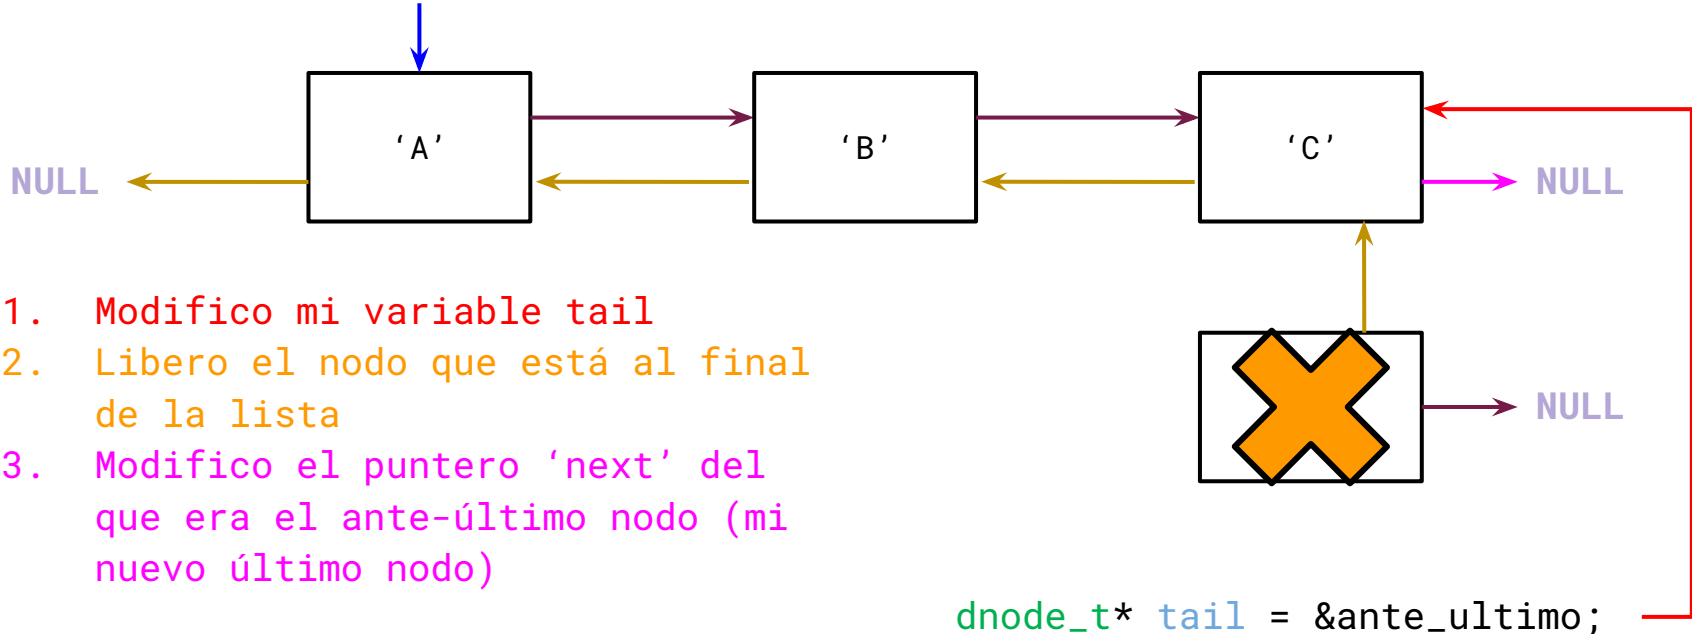 ‘A’
‘B’
‘C’
NULL
NULL
1. Modifico mi variable tail
2. Libero el nodo que está al final
de la lista
3. Modifico el puntero ‘next’ del
que era el ante-último nodo (mi
nuevo último nodo)
NULL
dnode_t* tail = &ante_ultimo;